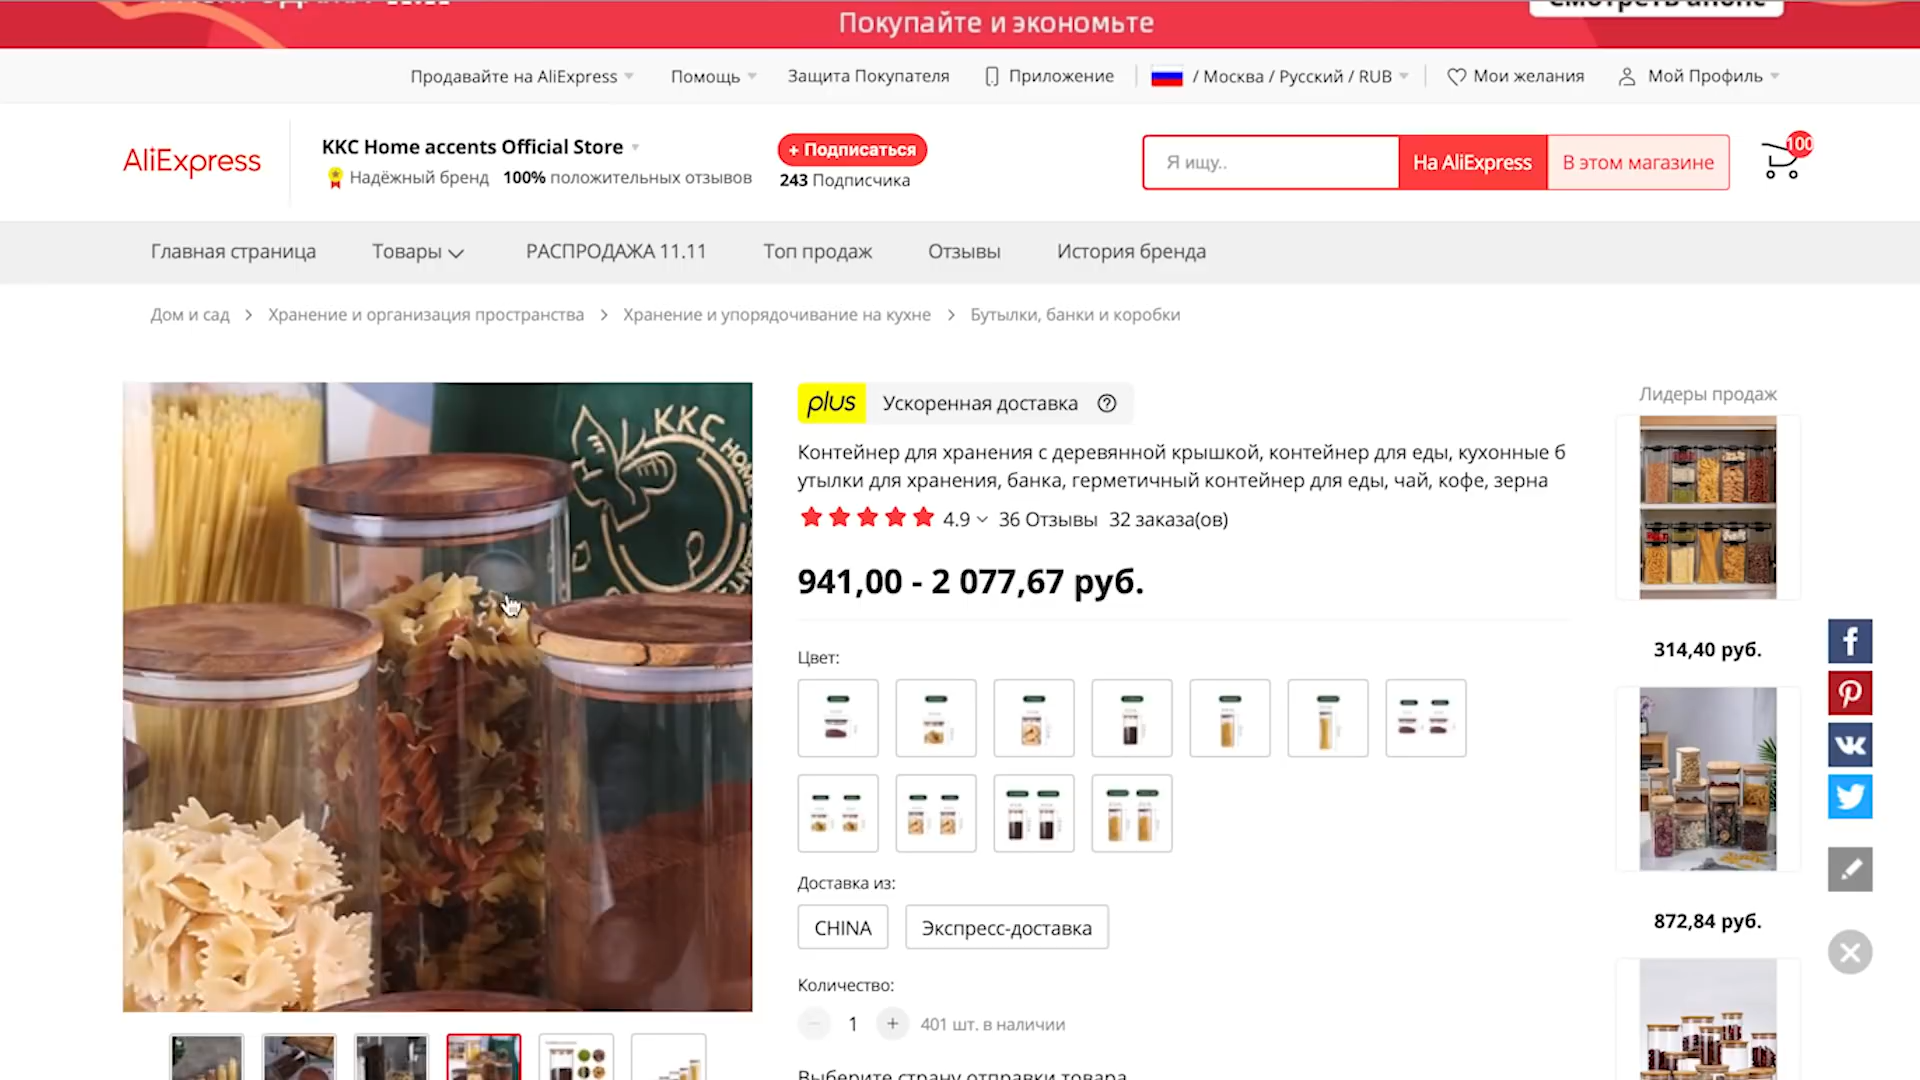 Покупайте и экономьте
Продавайте на AliExpress
Помощь
Защита Покупателя
Приложение
/ Москва / Русский / RUB
Мои желания
Мой Профиль
AliExpress
KKC Home accents Official Store
Надёжный бренд 100% положительных отзывов
+ Подписаться
243 Подписчика
Я ищу..
На AliExpress
В этом магазине
100
Главная страница
Товары
РАСПРОДАЖА 11.11
Топ продаж
Отзывы
История бренда
Дом и сад > Хранение и организация пространства > Хранение и упорядочивание на кухне > Бутылки, банки и коробки
KKC HOME
plus Ускоренная доставка
Контейнер для хранения с деревянной крышкой, контейнер для еды, кухонные б
утылки для хранения, банка, герметичный контейнер для еды, чай, кофе, зерна
4.9 36 Отзывы 32 заказа(ов)
941,00 - 2 077,67 руб.
Цвет:
Доставка из:
CHINA
Экспресс-доставка
Количество:
1
401 шт. в наличии
Выберите страну отправки товара
Лидеры продаж
314,40 руб.
872,84 руб.